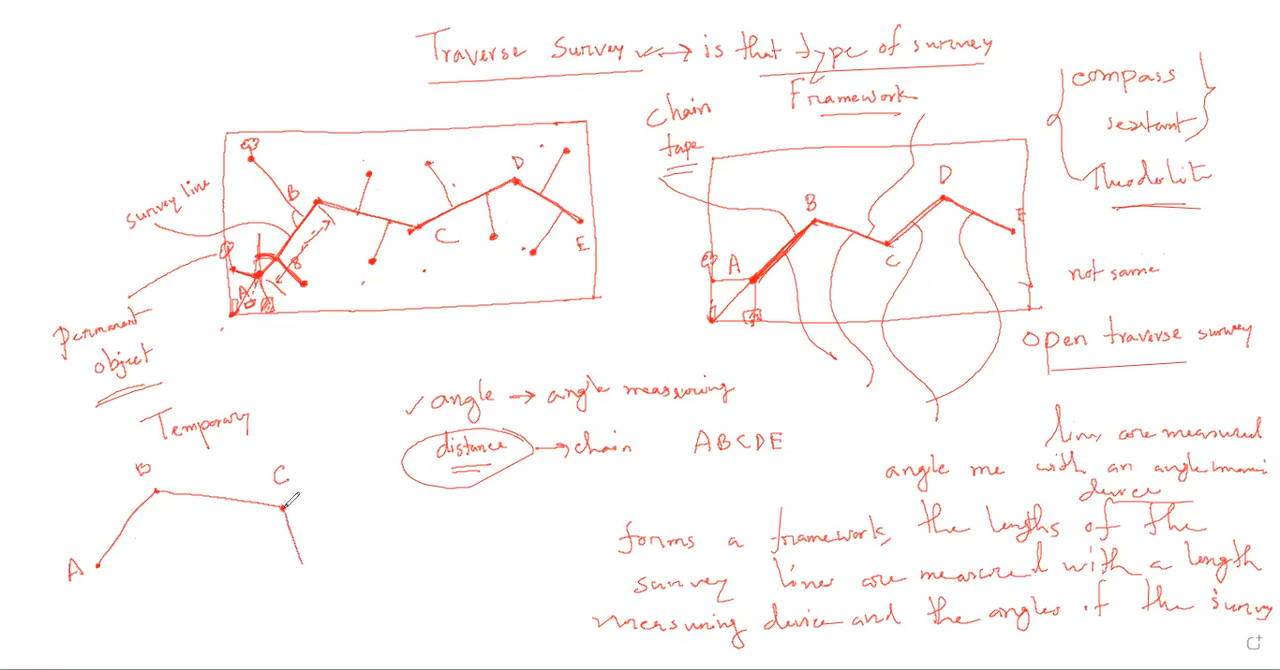 Traverse Survey ✓→ is that type of survey
Framework
chain
tape
compass
sextant
Theodolite
survey line
Permanent
object
Temporary
A
B
8
C
D
E
A
B
C
D
E
not same
Open traverse survey
✓ angle → angle measuring
distance → chain
ABCDE
A
B
C
lines are measured
angle me with an angle
device
forms a framework, the lengths of the
survey lines are measured with a length
measuring device and the angles of the survey